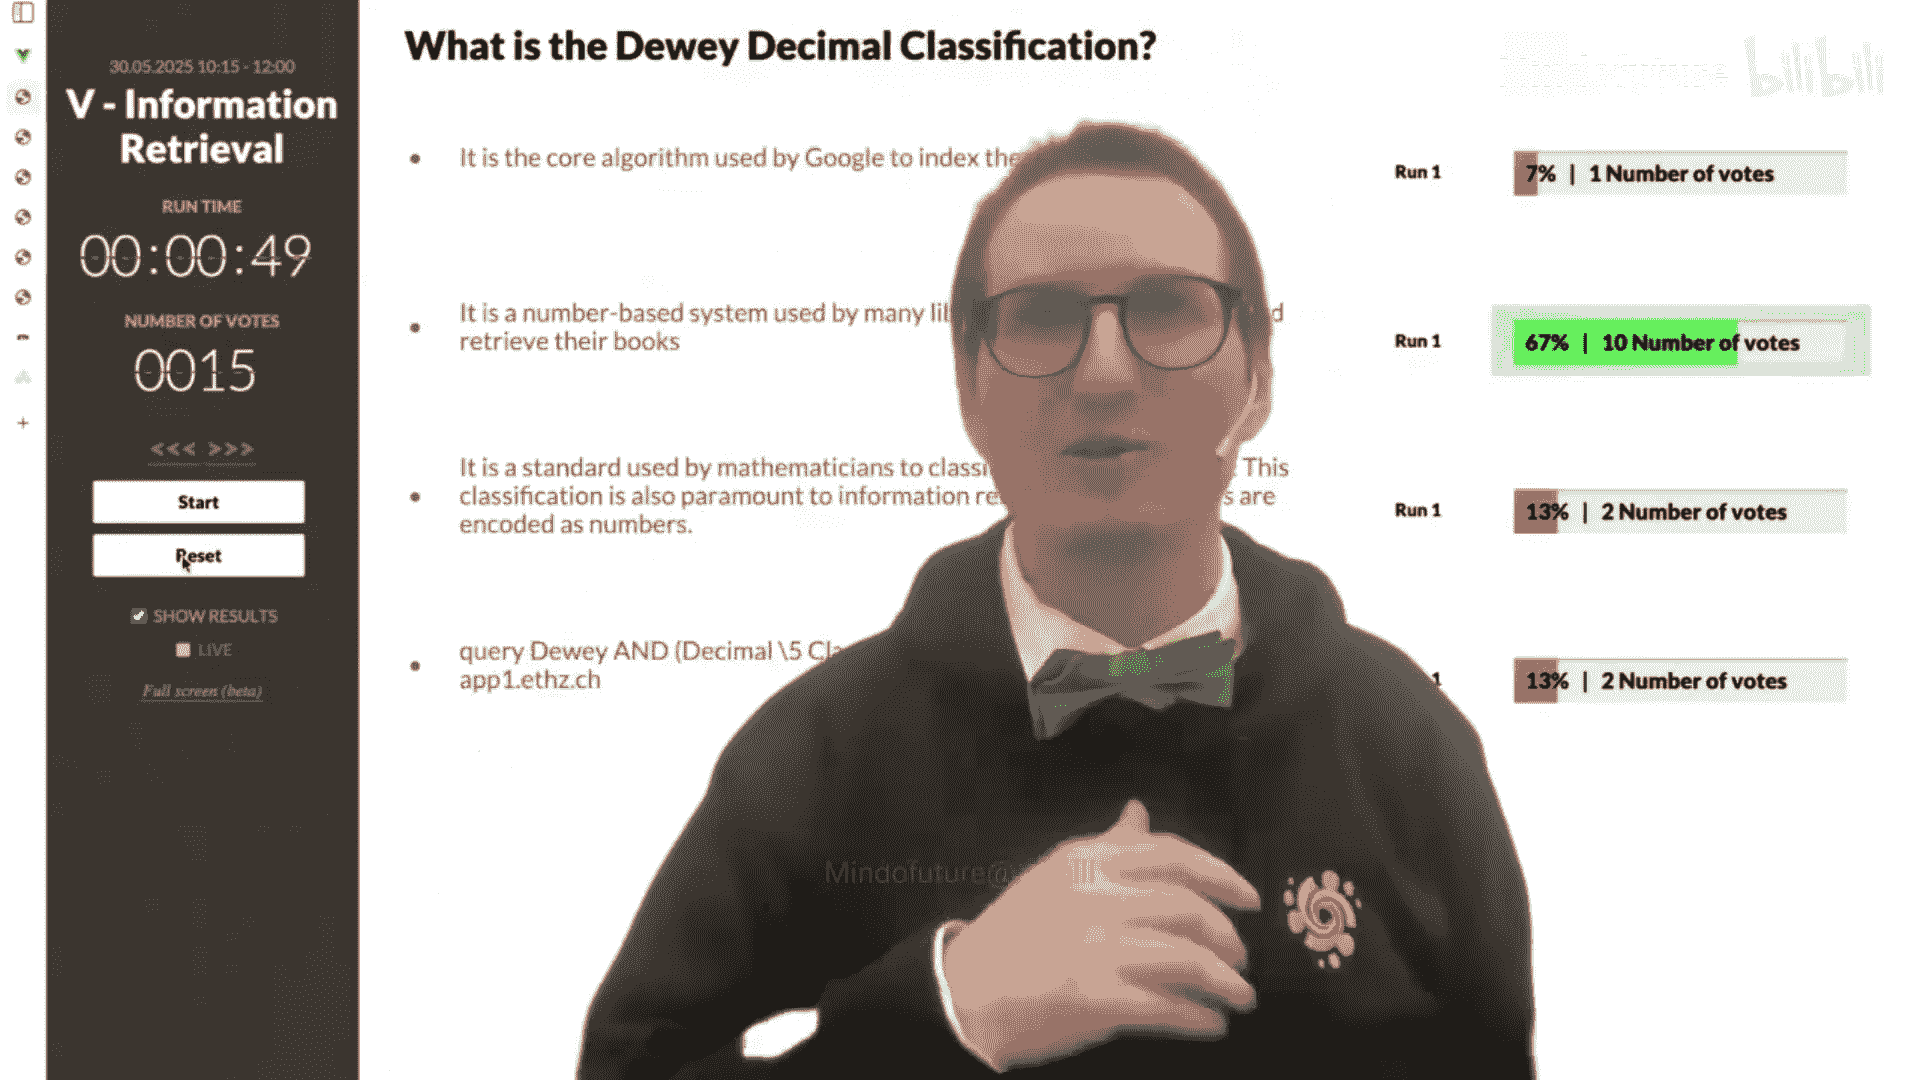 30.05.2025 10:15 - 12:00
V - Information
Retrieval
RUN TIME
00:00:49
NUMBER OF VOTES
0015
<<< >>>
Start
Reset
SHOW RESULTS
LIVE
Full screen (beta)
What is the Dewey Decimal Classification?
bilibili
It is the core algorithm used by Google to index the
Run 1
7% | 1 Number of votes
It is a number-based system used by many
retrieve their books
Run 1
67% | 10 Number of votes
It is a standard used by mathematicians to This
classification is also paramount to information are
encoded as numbers.
Run 1
13% | 2 Number of votes
query Dewey AND (Decimal \5
app1.ethz.ch
1
13% | 2 Number of votes
Mindofuture@